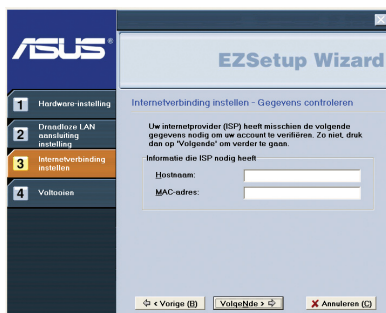 ASUS®
EZSetup Wizard
1 Hardware-instelling
2 Draadloze LAN
aansluiting
instelling
3 Internetverbinding
instellen
4 Voltooien
Internetverbinding instellen - Gegevens controleren
Uw internetprovider (ISP) heeft misschien de volgende
gegevens nodig om uw account te verifiëren. Zo niet, druk
dan op 'Volgende' om verder te gaan.
Informatie die ISP nodig heeft
Hostnaam:
MAC-adres:
< Vorige (B)
VolgeNde >
Annuleren (C)